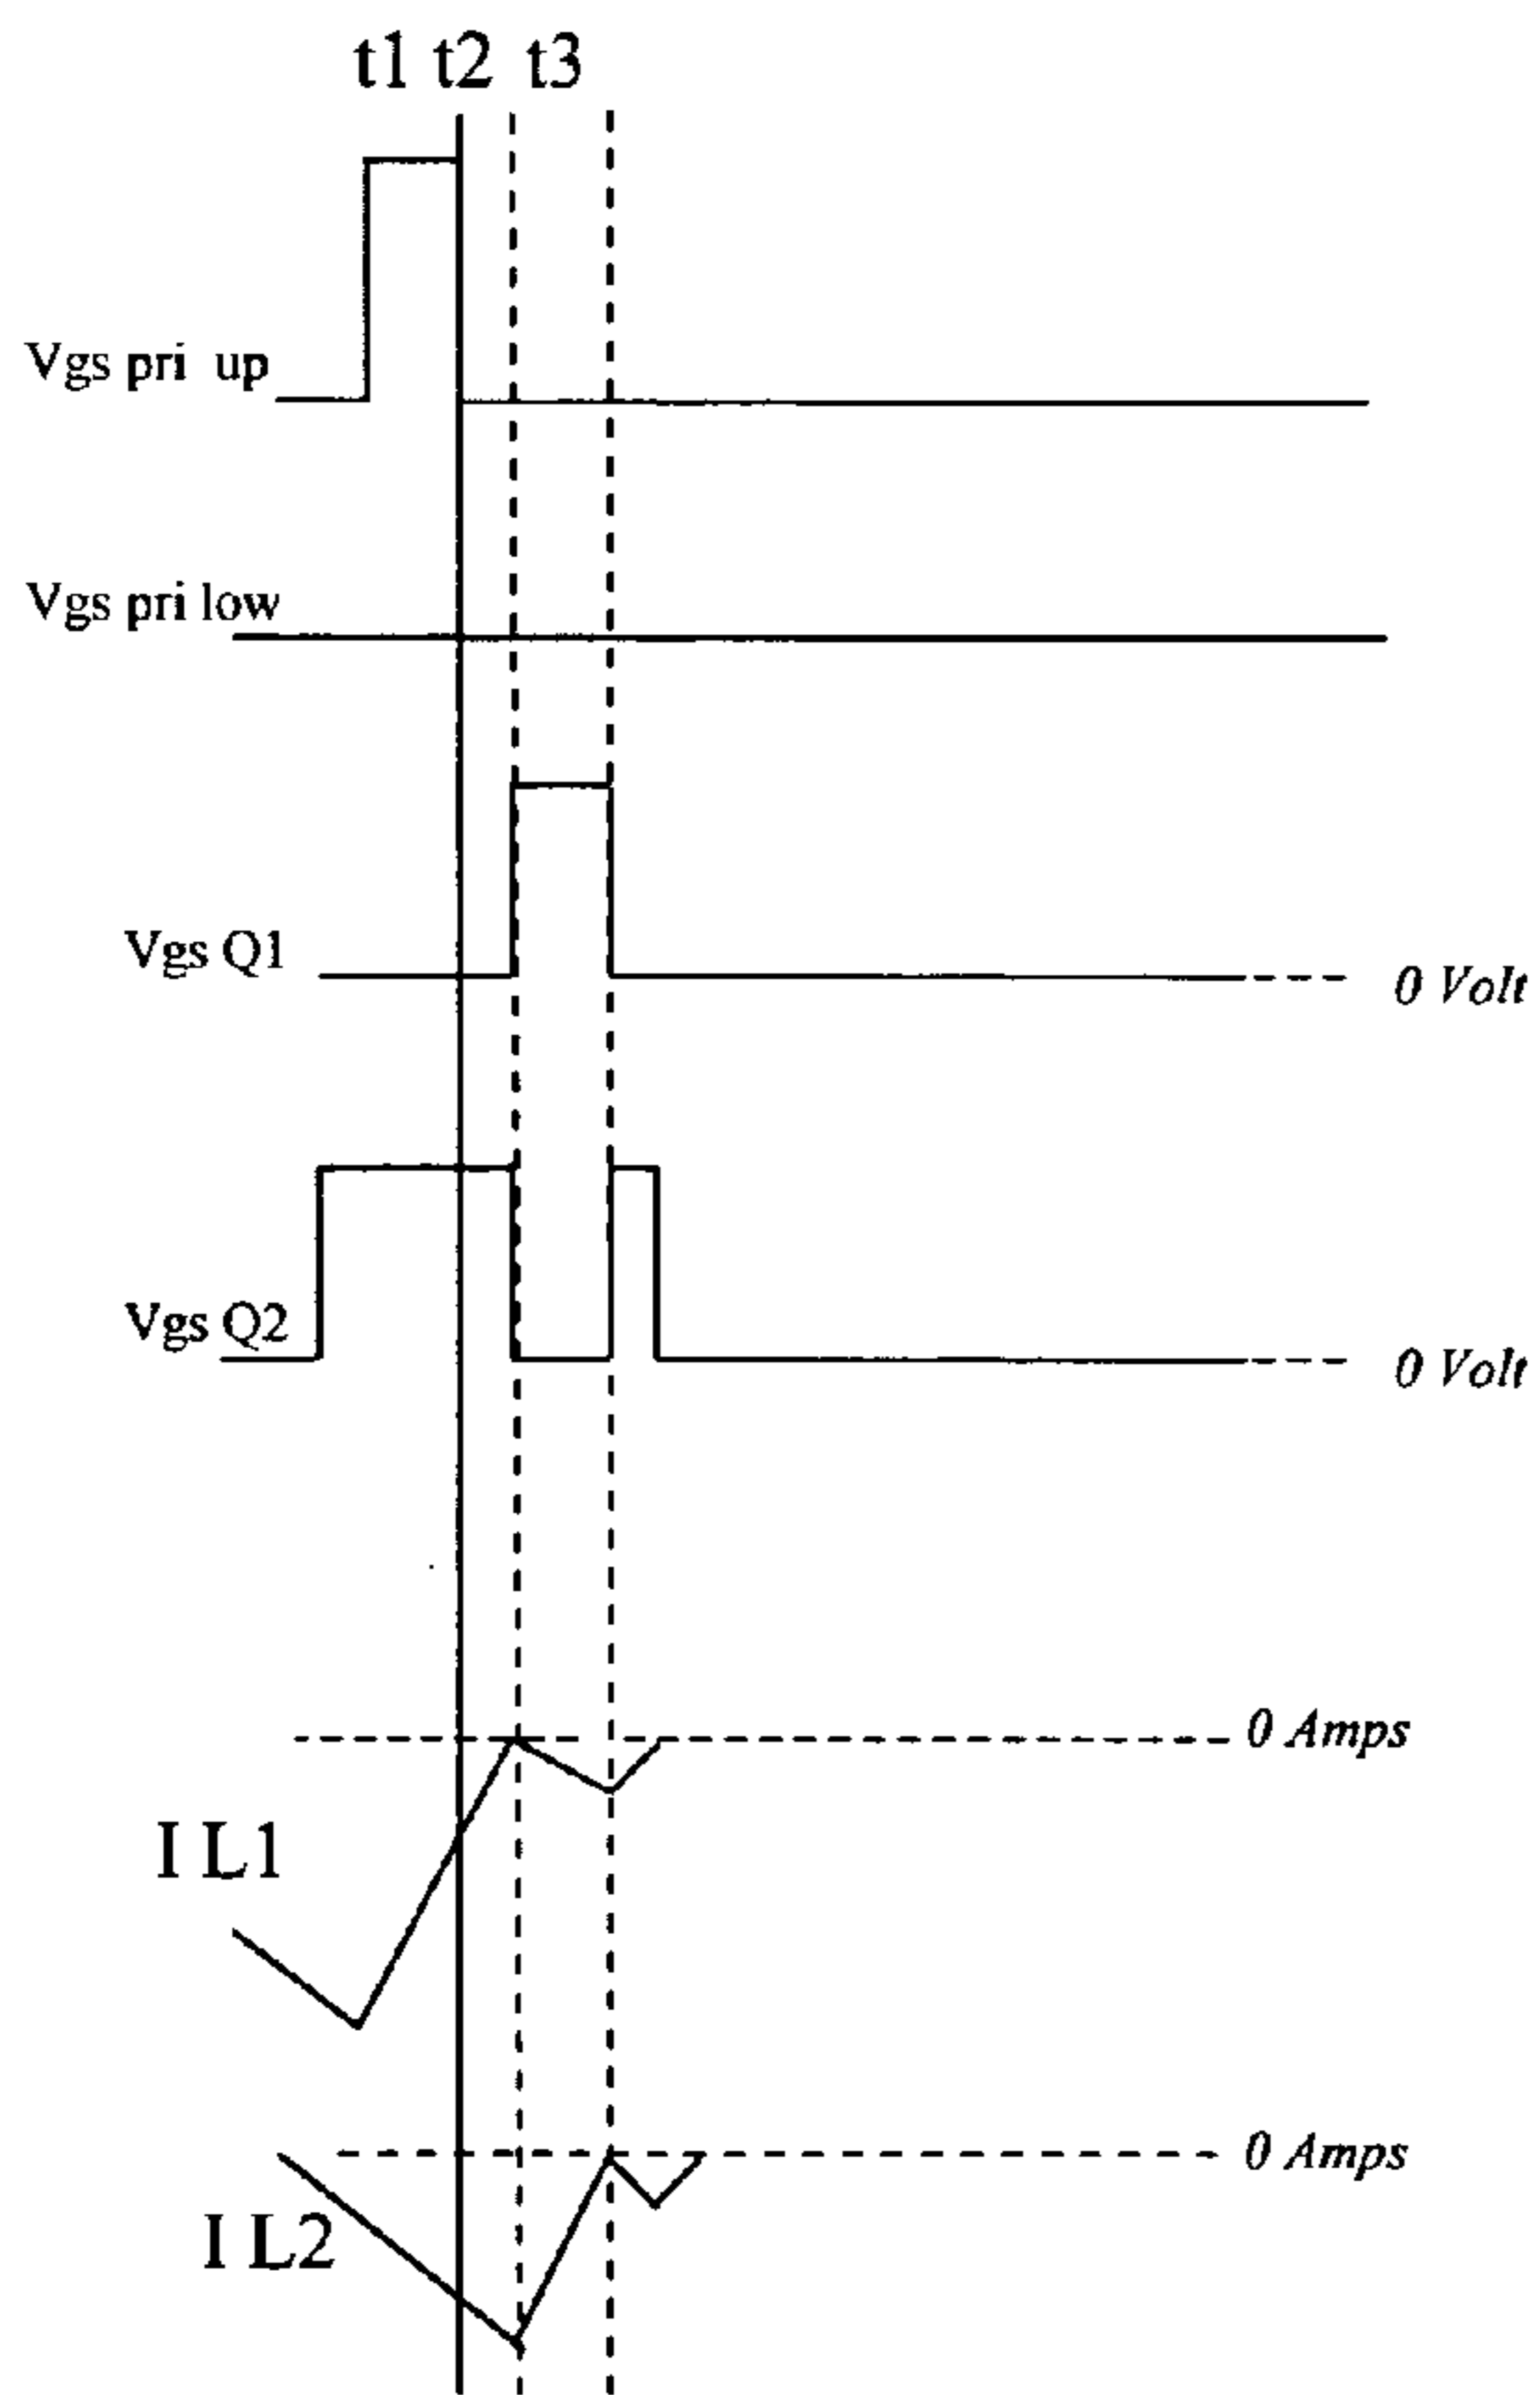 t1 t2 t3
Vgs pri up
Vgs pri low
Vgs Q1
0 Volt
Vgs Q2
0 Volt
0 Amps
I L1
0 Amps
I L2